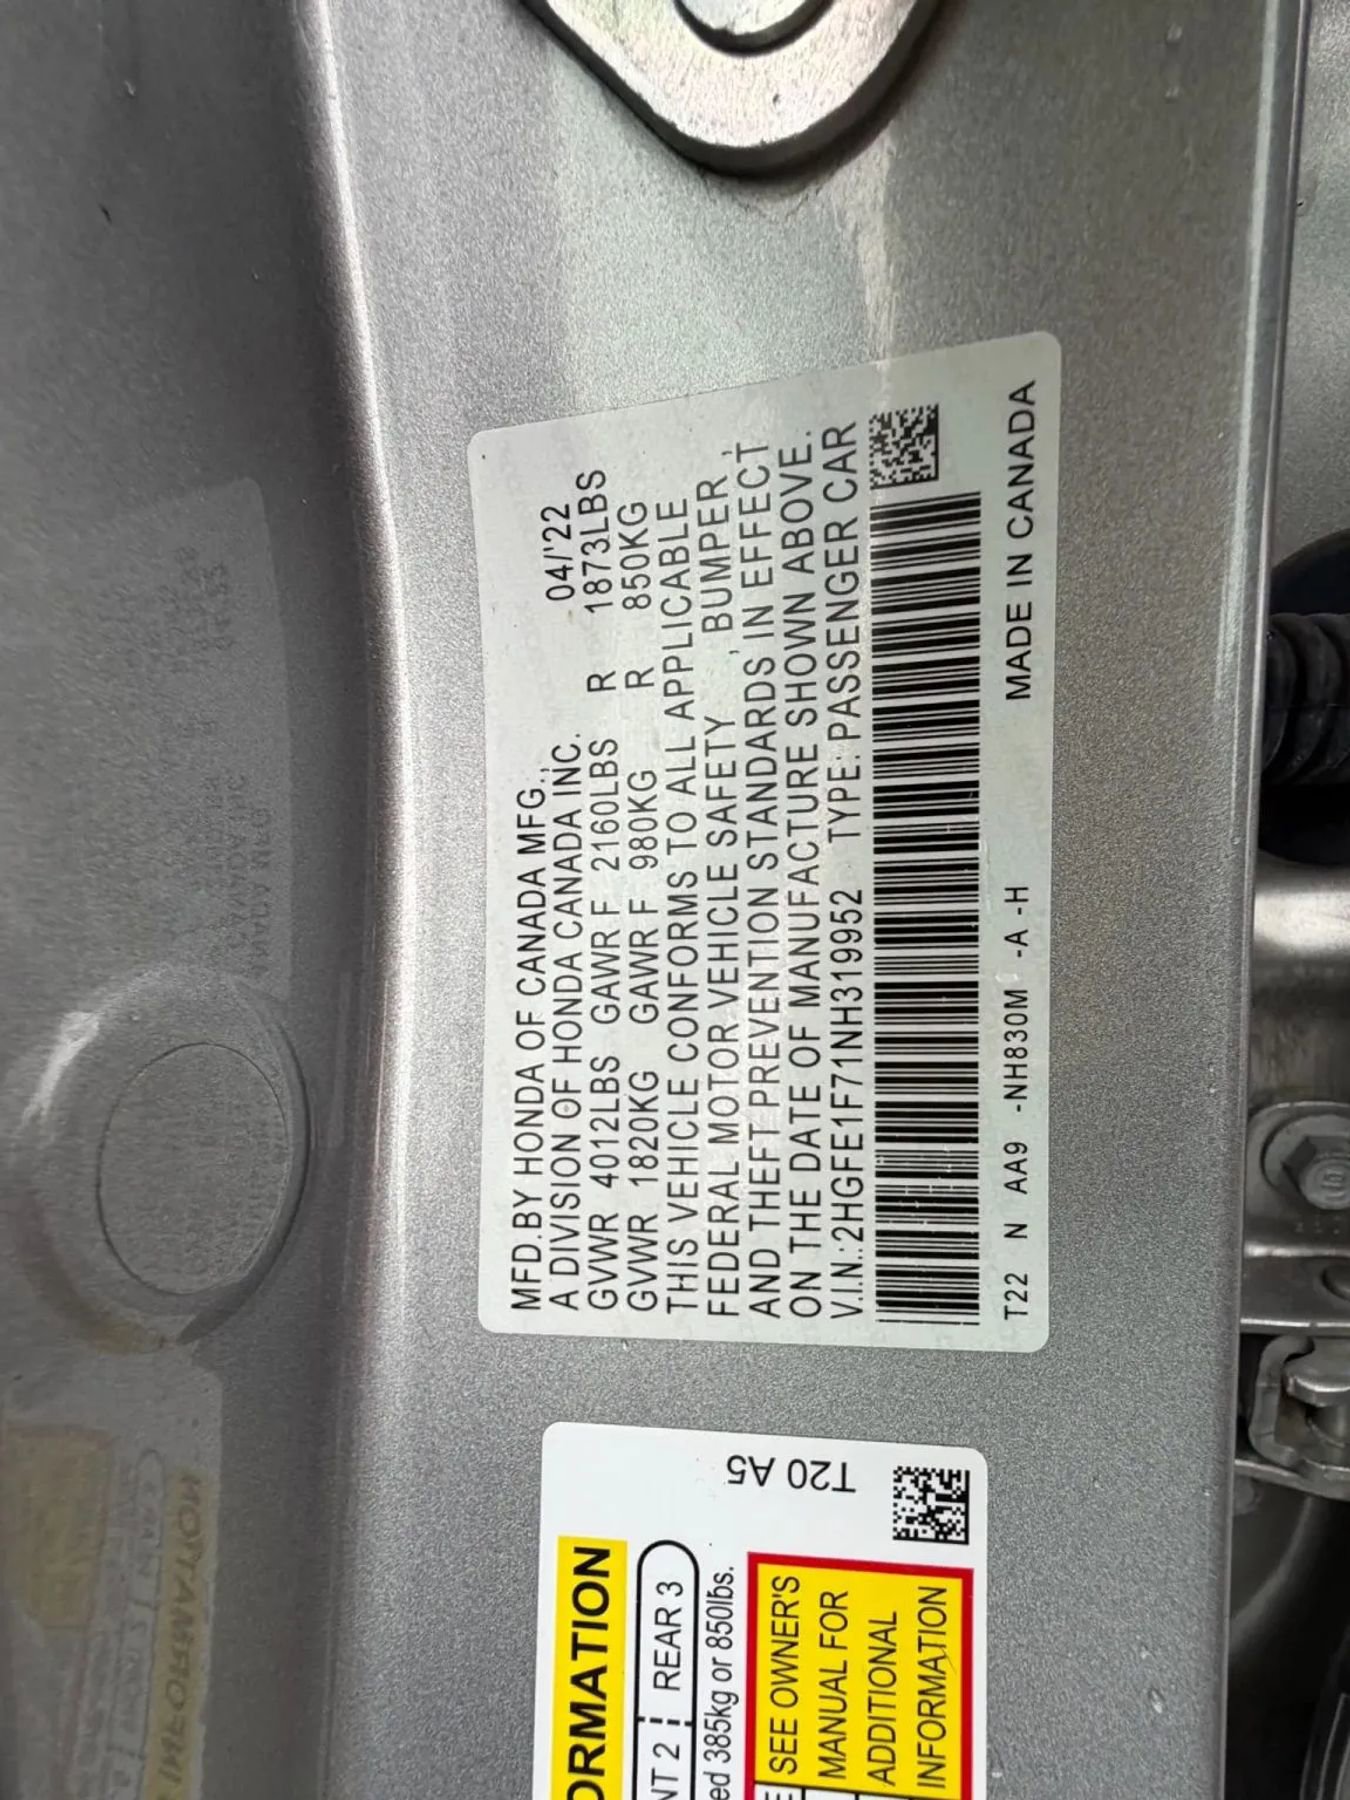 MFD.BY HONDA OF CANADA MFG., 04/'22
A DIVISION OF HONDA CANADA INC.
GVWR 4012LBS GAWR F 2160LBS R 1873LBS
GVWR 1820KG GAWR F 980KG R 850KG
THIS VEHICLE CONFORMS TO ALL APPLICABLE
FEDERAL MOTOR VEHICLE SAFETY, BUMPER,
AND THEFT PREVENTION STANDARDS IN EFFECT
ON THE DATE OF MANUFACTURE SHOWN ABOVE.
V.I.N.:2HGFE1F71NH319952 TYPE:PASSENGER CAR
T22 N AA9 -NH830M -A -H MADE IN CANADA
T20 A5
ORMATION
NT 2 REAR 3
ed 385kg or 850lbs.
SEE OWNER'S
MANUAL FOR
ADDITIONAL
INFORMATION